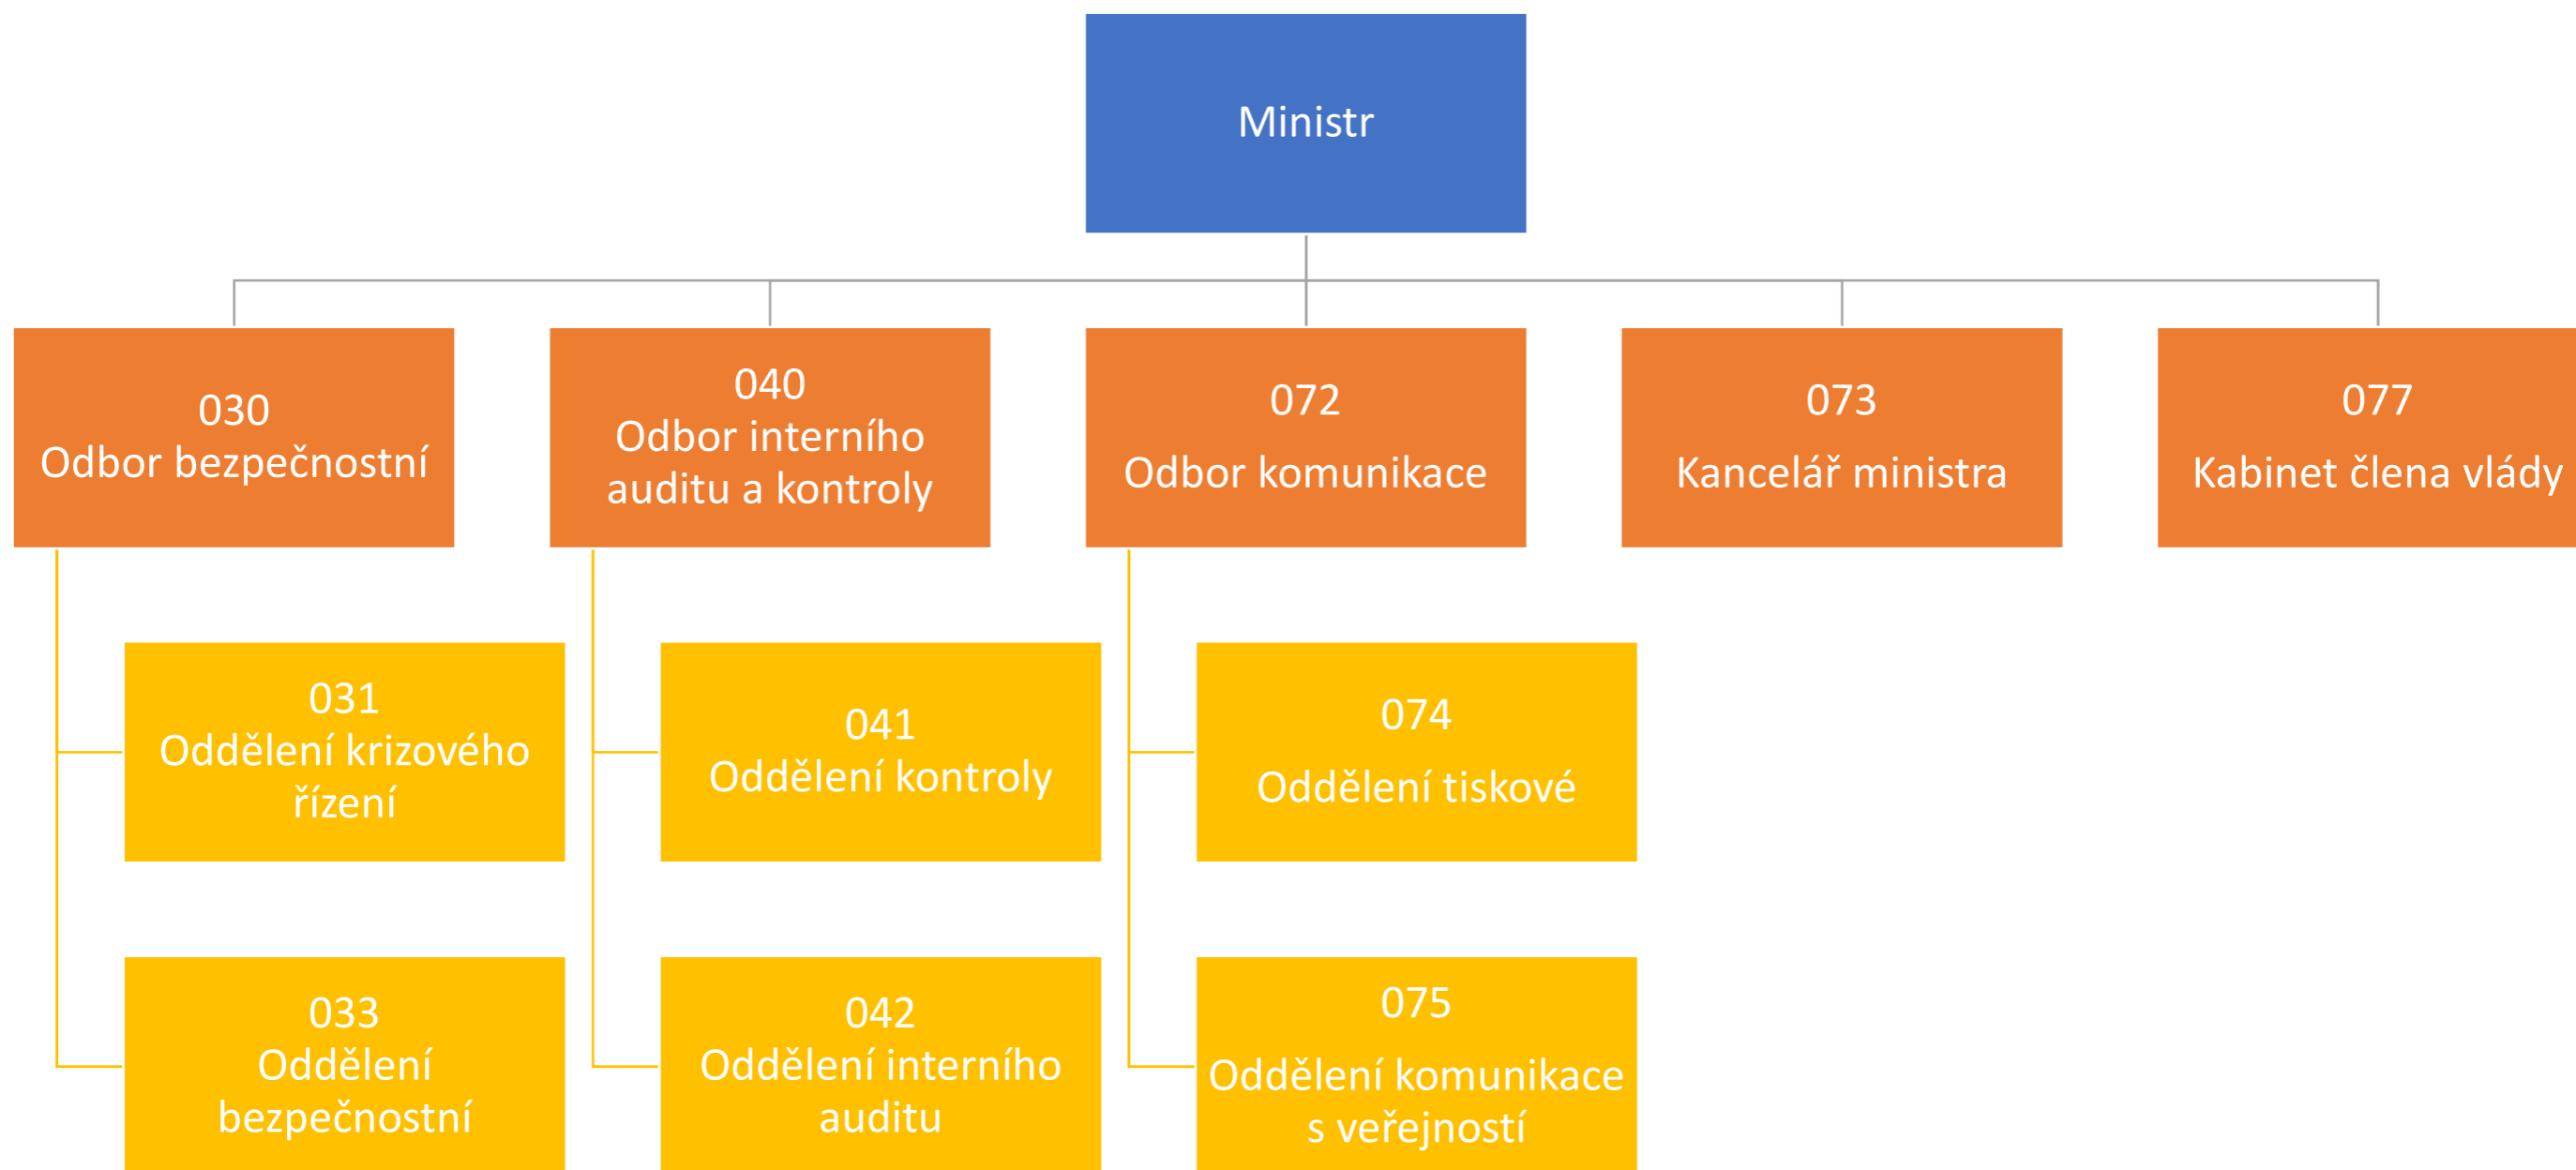 Ministr
030
Odbor bezpečnostní
040
Odbor interního
auditu a kontroly
072
Odbor komunikace
073
Kancelář ministra
077
Kabinet člena vlády
031
Oddělení krizového
řízení
041
Oddělení kontroly
074
Oddělení tiskové
033
Oddělení
bezpečnostní
042
Oddělení interního
auditu
075
Oddělení komunikace
s veřejností